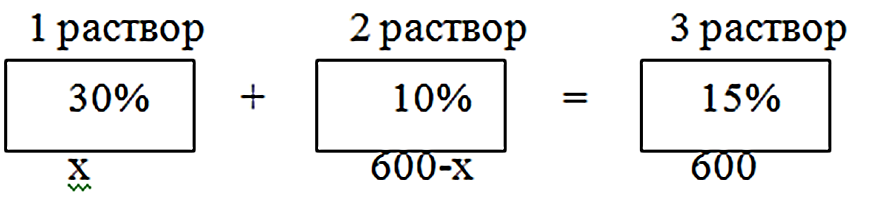 1 раствор 2 раствор 3 раствор
30% + 10% = 15%
х 600-х 600